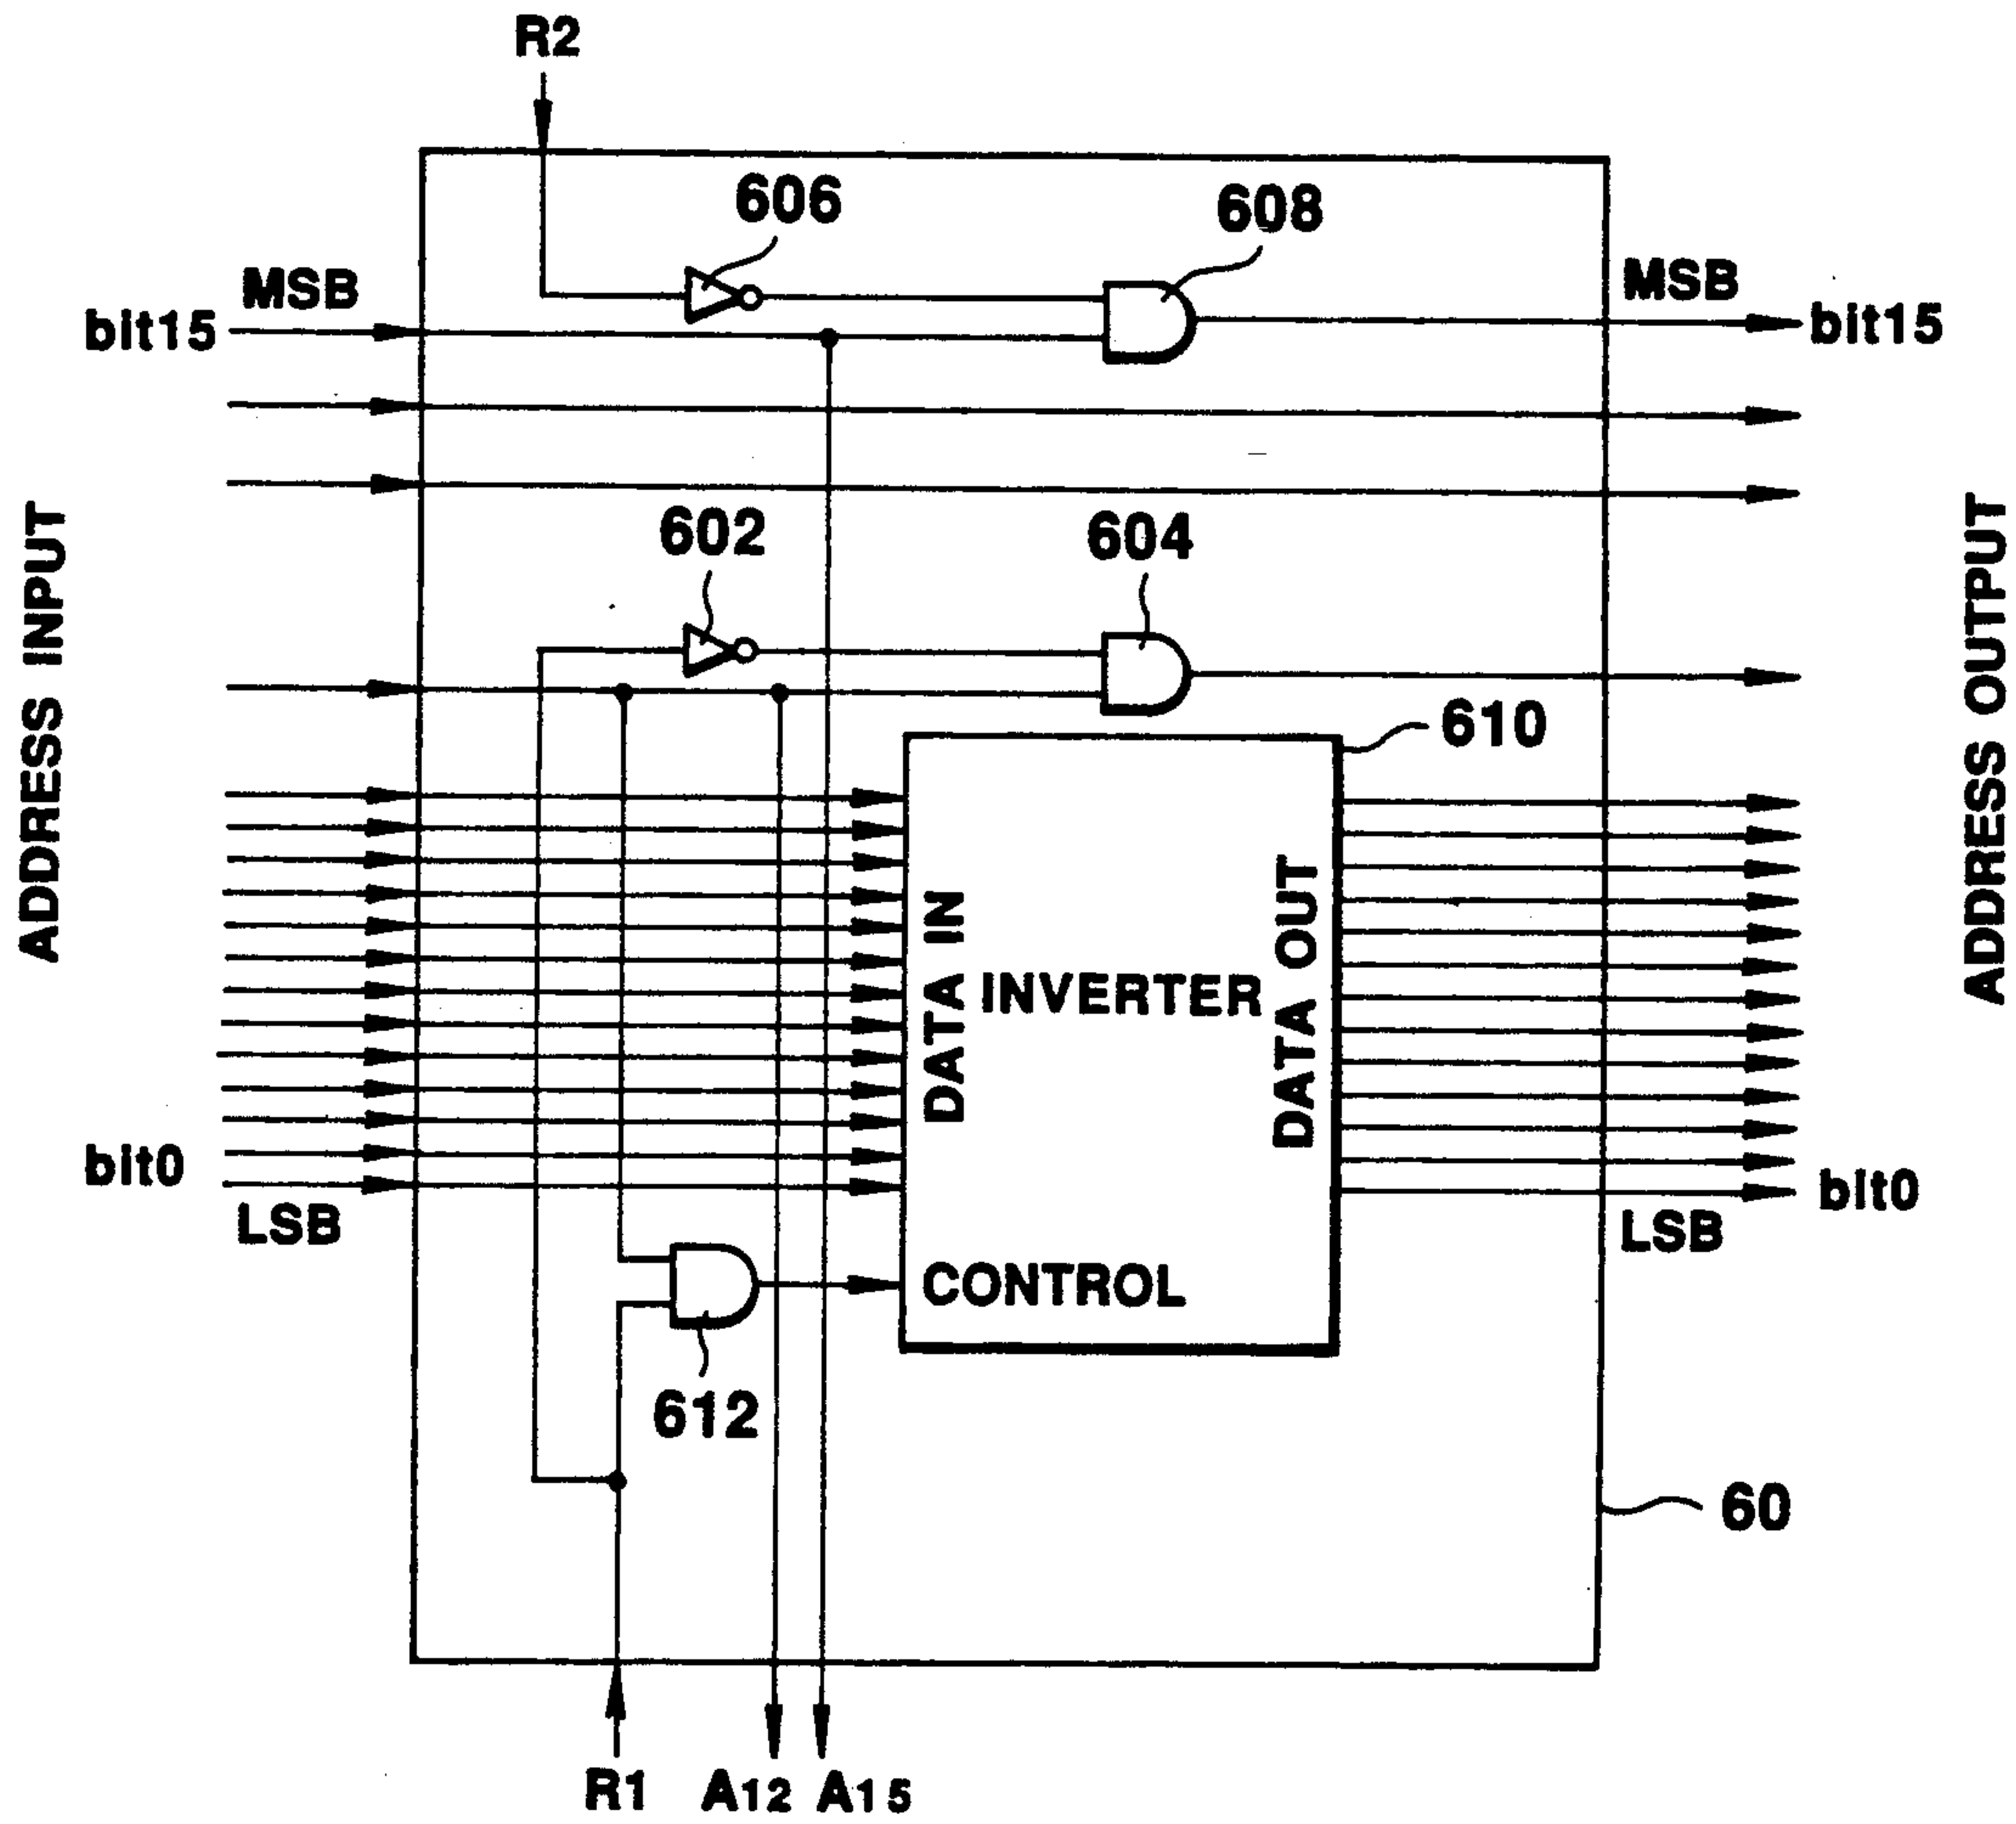 R2
606
608
MSB
MSB
bit15
bit15
602
604
ADDRESS INPUT
ADDRESS OUTPUT
610
DATA IN
INVERTER
DATA OUT
bit0
bit0
LSB
LSB
CONTROL
612
60
R1
A12
A15